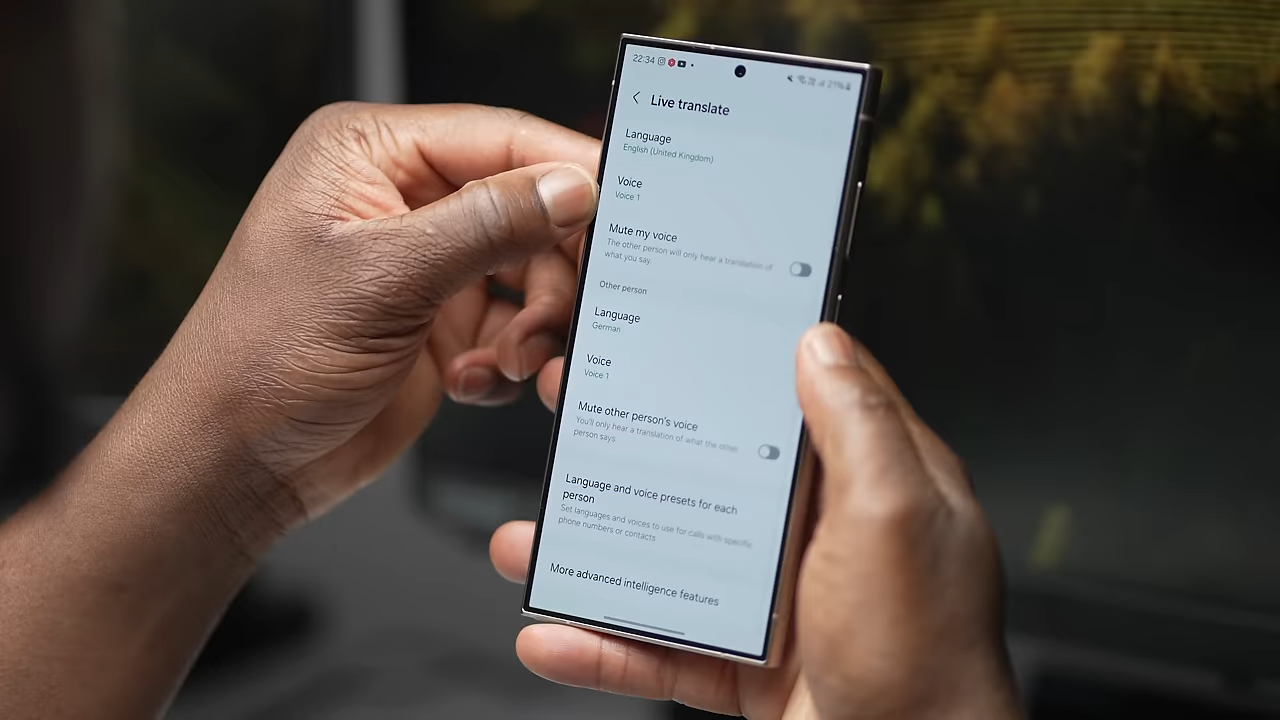 22:34
21%
Live translate
Language
English (United Kingdom)
Voice
Voice 1
Mute my voice
The other person will only hear a translation of
what you say.
Other person
Language
German
Voice
Voice 1
Mute other person's voice
You'll only hear a translation of what the other
person says.
Language and voice presets for each
person
Set languages and voices to use for calls with specific
phone numbers or contacts
More advanced intelligence features